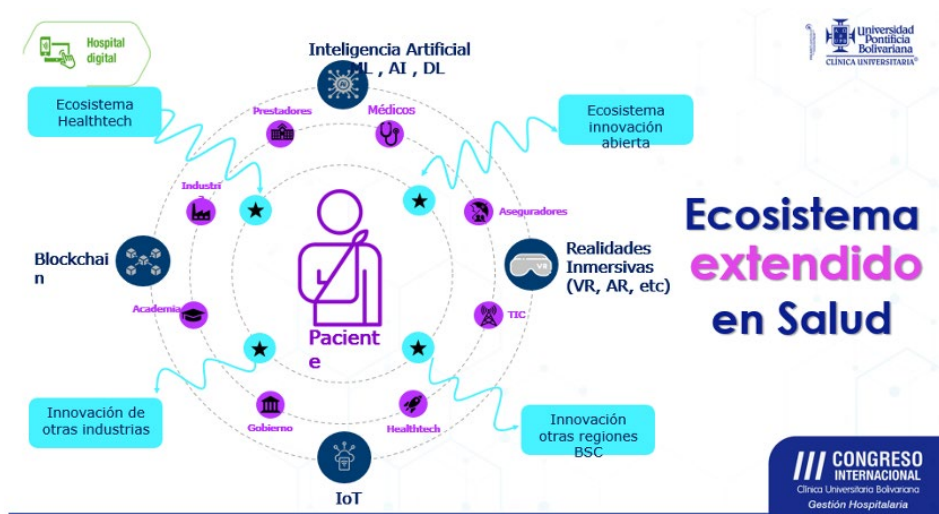 Hospital
digital
Universidad
Pontificia
Bolivariana
CLÍNICA UNIVERSITARIA®
Inteligencia Artificial
ML , AI , DL
Ecosistema
Healthtech
Prestadores
Médicos
Ecosistema
innovación
abierta
Industri
a
Aseguradores
Ecosistema
extendido
en Salud
Blockchai
n
Realidades
Inmersivas
(VR, AR, etc)
VR
Academia
TIC
Pacient
e
Innovación de
otras industrias
Gobierno
Healthtech
Innovación
otras regiones
BSC
IoT
III CONGRESO
INTERNACIONAL
Clínica Universitaria Bolivariana
Gestión Hospitalaria